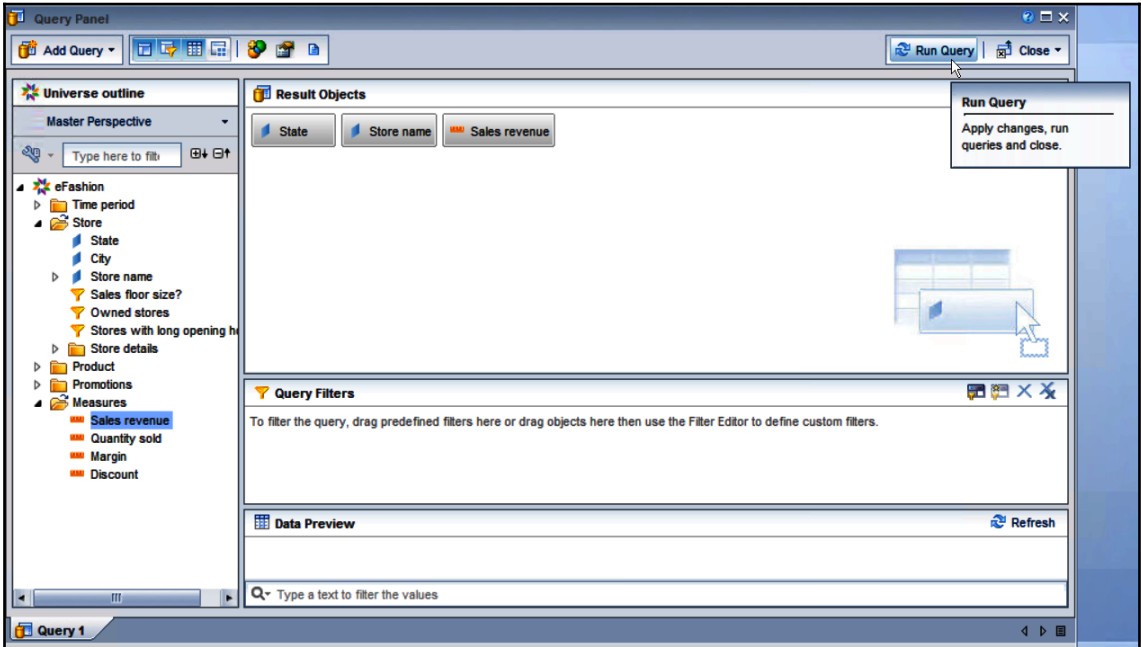 Query Panel
Add Query
Run Query
Close
Universe outline
Master Perspective
Type here to filt
eFashion
Time period
Store
State
City
Store name
Sales floor size?
Owned stores
Stores with long opening h
Store details
Product
Promotions
Measures
Sales revenue
Quantity sold
Margin
Discount
Result Objects
State
Store name
Sales revenue
Run Query
Apply changes, run
queries and close.
Query Filters
To filter the query, drag predefined filters here or drag objects here then use the Filter Editor to define custom filters.
Data Preview
Refresh
Type a text to filter the values
Query 1